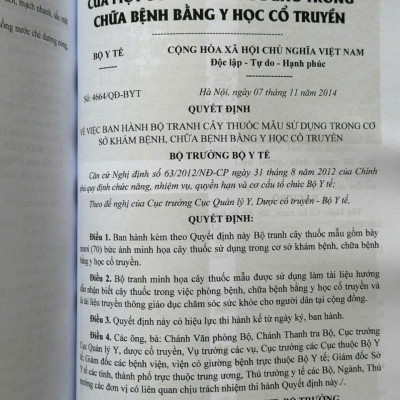 CHỮA BỆNH BẰNG Y HỌC CỔ TRUYỀN
BỘ Y TẾ
CỘNG HÒA XÃ HỘI CHỦ NGHĨA VIỆT NAM
Độc lập - Tự do - Hạnh phúc
Số: 4664/QĐ-BYT
Hà Nội, ngày 07 tháng 11 năm 2014
QUYẾT ĐỊNH
VỀ VIỆC BAN HÀNH BỘ TRANH CÂY THUỐC MẪU SỬ DỤNG TRONG CƠ
SỞ KHÁM BỆNH, CHỮA BỆNH BẰNG Y HỌC CỔ TRUYỀN
BỘ TRƯỞNG BỘ Y TẾ
Căn cứ Nghị định số 63/2012/NĐ-CP ngày 31 tháng 8 năm 2012 của Chính
phủ quy định chức năng, nhiệm vụ, quyền hạn và cơ cấu tổ chức Bộ Y tế;
Theo đề nghị của Cục trưởng Cục Quản lý Y, Dược cổ truyền - Bộ Y tế,
QUYẾT ĐỊNH:
Điều 1. Ban hành kèm theo Quyết định này Bộ tranh cây thuốc mẫu gồm bảy
mươi (70) bức ảnh minh họa cây thuốc sử dụng trong cơ sở khám bệnh, chữa bệnh
bằng y học cổ truyền.
Điều 2. Bộ tranh minh họa cây thuốc mẫu được sử dụng làm tài liệu hướng
dẫn nhận biết cây thuốc trong việc phòng bệnh, chữa bệnh bằng y học cổ truyền và
là tài liệu truyền thông giáo dục chăm sóc sức khỏe cho người dân tại cộng đồng.
Điều 3. Quyết định này có hiệu lực thi hành kể từ ngày ký, ban hành.
Điều 4. Các ông, bà: Chánh Văn phòng Bộ, Chánh Thanh tra Bộ, Cục trưởng
Cục Quản lý Y, dược cổ truyền, Vụ trưởng các vụ, Cục trưởng các Cục thuộc Bộ Y
tế; Giám đốc các bệnh viện, viện có giường bệnh trực thuộc Bộ Y tế; Giám đốc Sở
Y tế các tỉnh, thành phố trực thuộc trung ương, Thủ trưởng y tế các Bộ, Ngành, Thủ
trưởng các đơn vị có liên quan chịu trách nhiệm thi hành Quyết định này./.
mạch nhanh, sắc mặt
uống nước chè đường nóng.